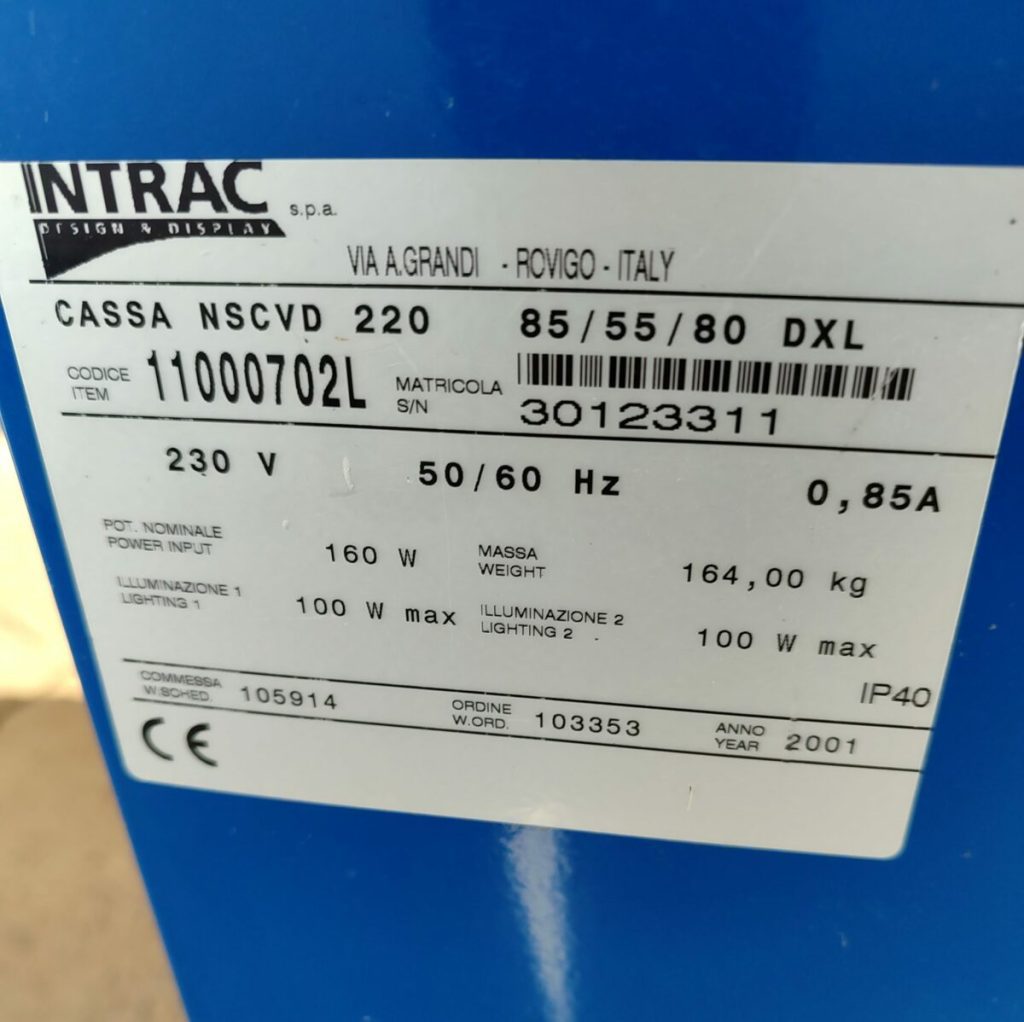 INTRAC s.p.a.
DESIGN & DISPLAY
VIA A.GRANDI - ROVIGO - ITALY
CASSA NSCVD 220 85/55/80 DXL
CODICE 11000702L MATRICOLA
ITEM S/N
30123311
230 V 50/60 Hz 0,85A
POT. NOMINALE
POWER INPUT 160 W MASSA
WEIGHT 164,00 kg
ILLUMINAZIONE 1
LIGHTING 1 100 W max ILLUMINAZIONE 2
LIGHTING 2 100 W max
IP40
COMMESSA
W.SCHED. 105914 ORDINE
W.ORD. 103353 ANNO
YEAR 2001
CE